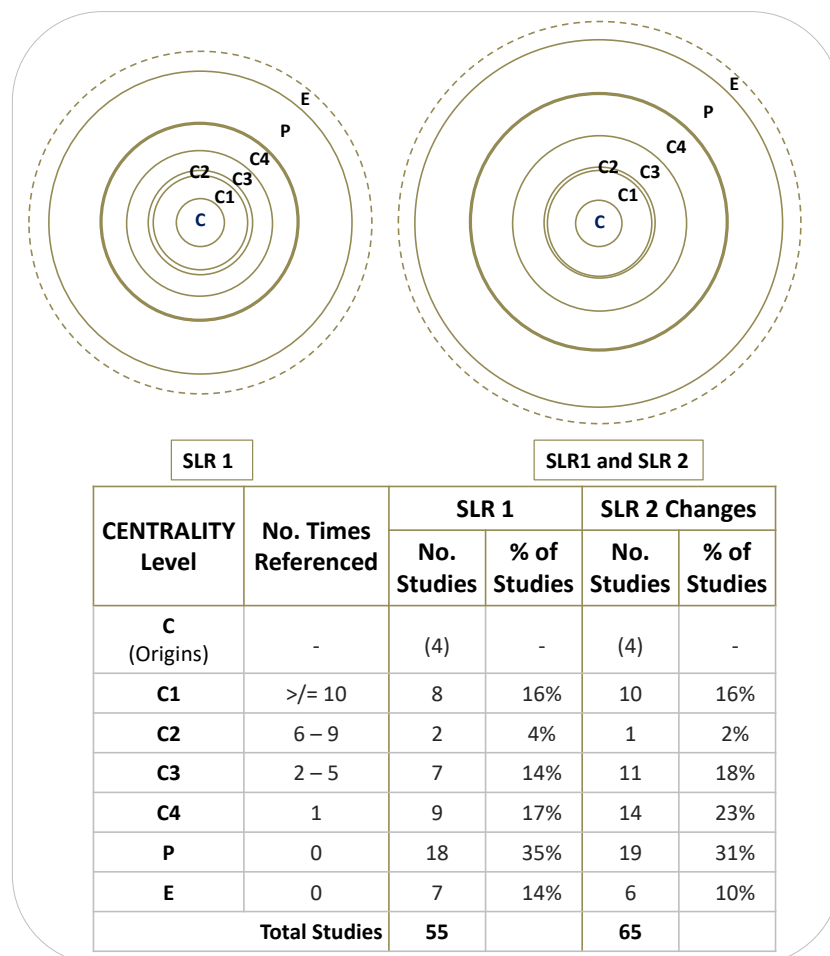 E
P
C4
C2
C3
C1
C
E
P
C4
C2
C3
C1
C
SLR 1
SLR1 and SLR 2
CENTRALITY Level No. Times Referenced SLR 1 SLR 2 Changes
No. Studies % of Studies No. Studies % of Studies
C (Origins) - (4) - (4) -
C1 >/= 10 8 16% 10 16%
C2 6 – 9 2 4% 1 2%
C3 2 – 5 7 14% 11 18%
C4 1 9 17% 14 23%
P 0 18 35% 19 31%
E 0 7 14% 6 10%
Total Studies 55 65